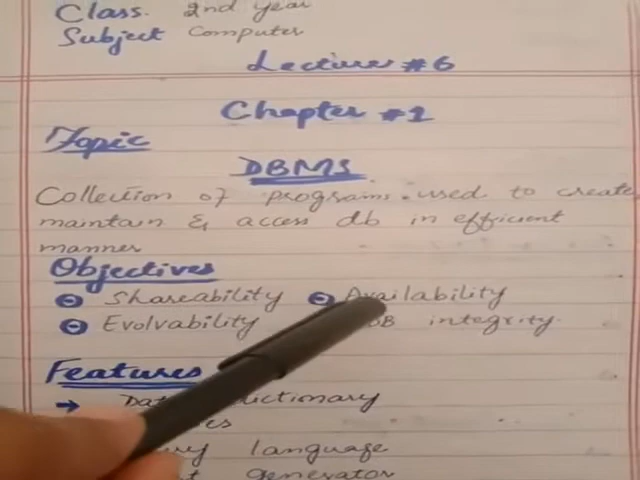 Class. 2nd year
Subject Computer
Lecture #6
Chapter #1
Topic
DBMS
Collection of programs used to create,
maintain & access db in efficient
manner
Objectives
Shareability Availability
Evolvability DB integrity.
Features
→ Data dictionary
language
generator